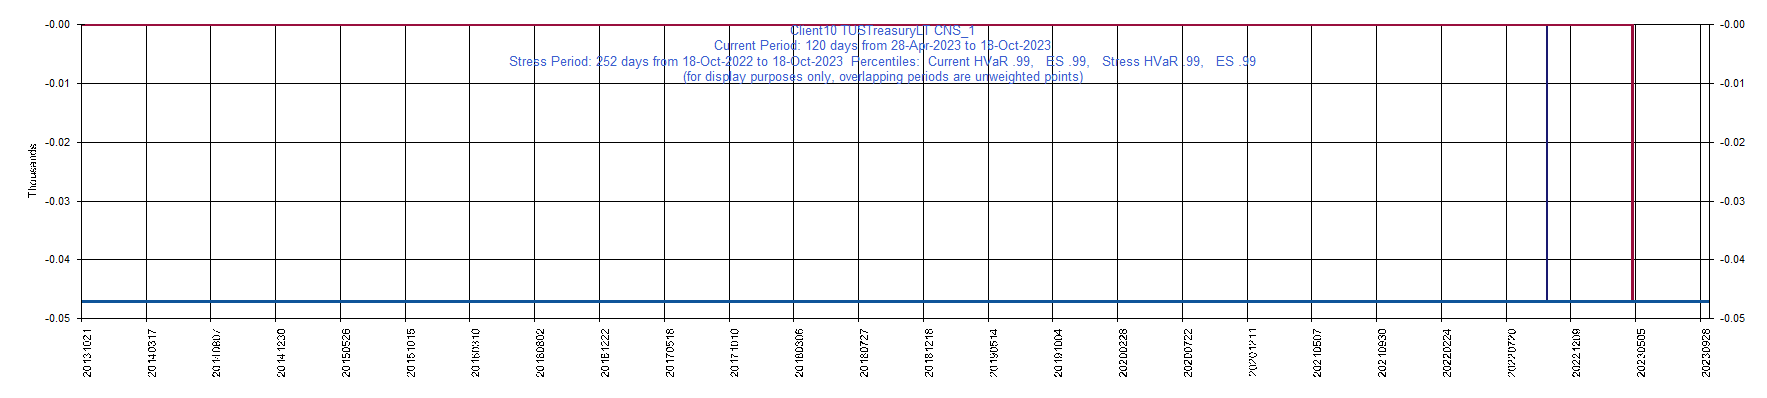 Client10 TUSTreasuryLT CNS_1
Current Period: 120 days from 28-Apr-2023 to 18-Oct-2023
Stress Period: 252 days from 18-Oct-2022 to 18-Oct-2023  Percentiles:  Current HVaR .99,   ES .99,   Stress HVaR .99,   ES .99
(for display purposes only, overlapping periods are unweighted points)
-0.00 -0.00
-0.01 -0.01
-0.02 -0.02
Thousands
-0.03 -0.03
-0.04 -0.04
-0.05 -0.05
20131021 20140317 20140807 20141230 20150526 20151015 20160310 20160802 20161222 20170518 20171010 20180306 20180727 20181218 20190514 20191004 20200228 20200722 20201211 20210507 20210930 20220224 20220720 20221209 20230505 20230928